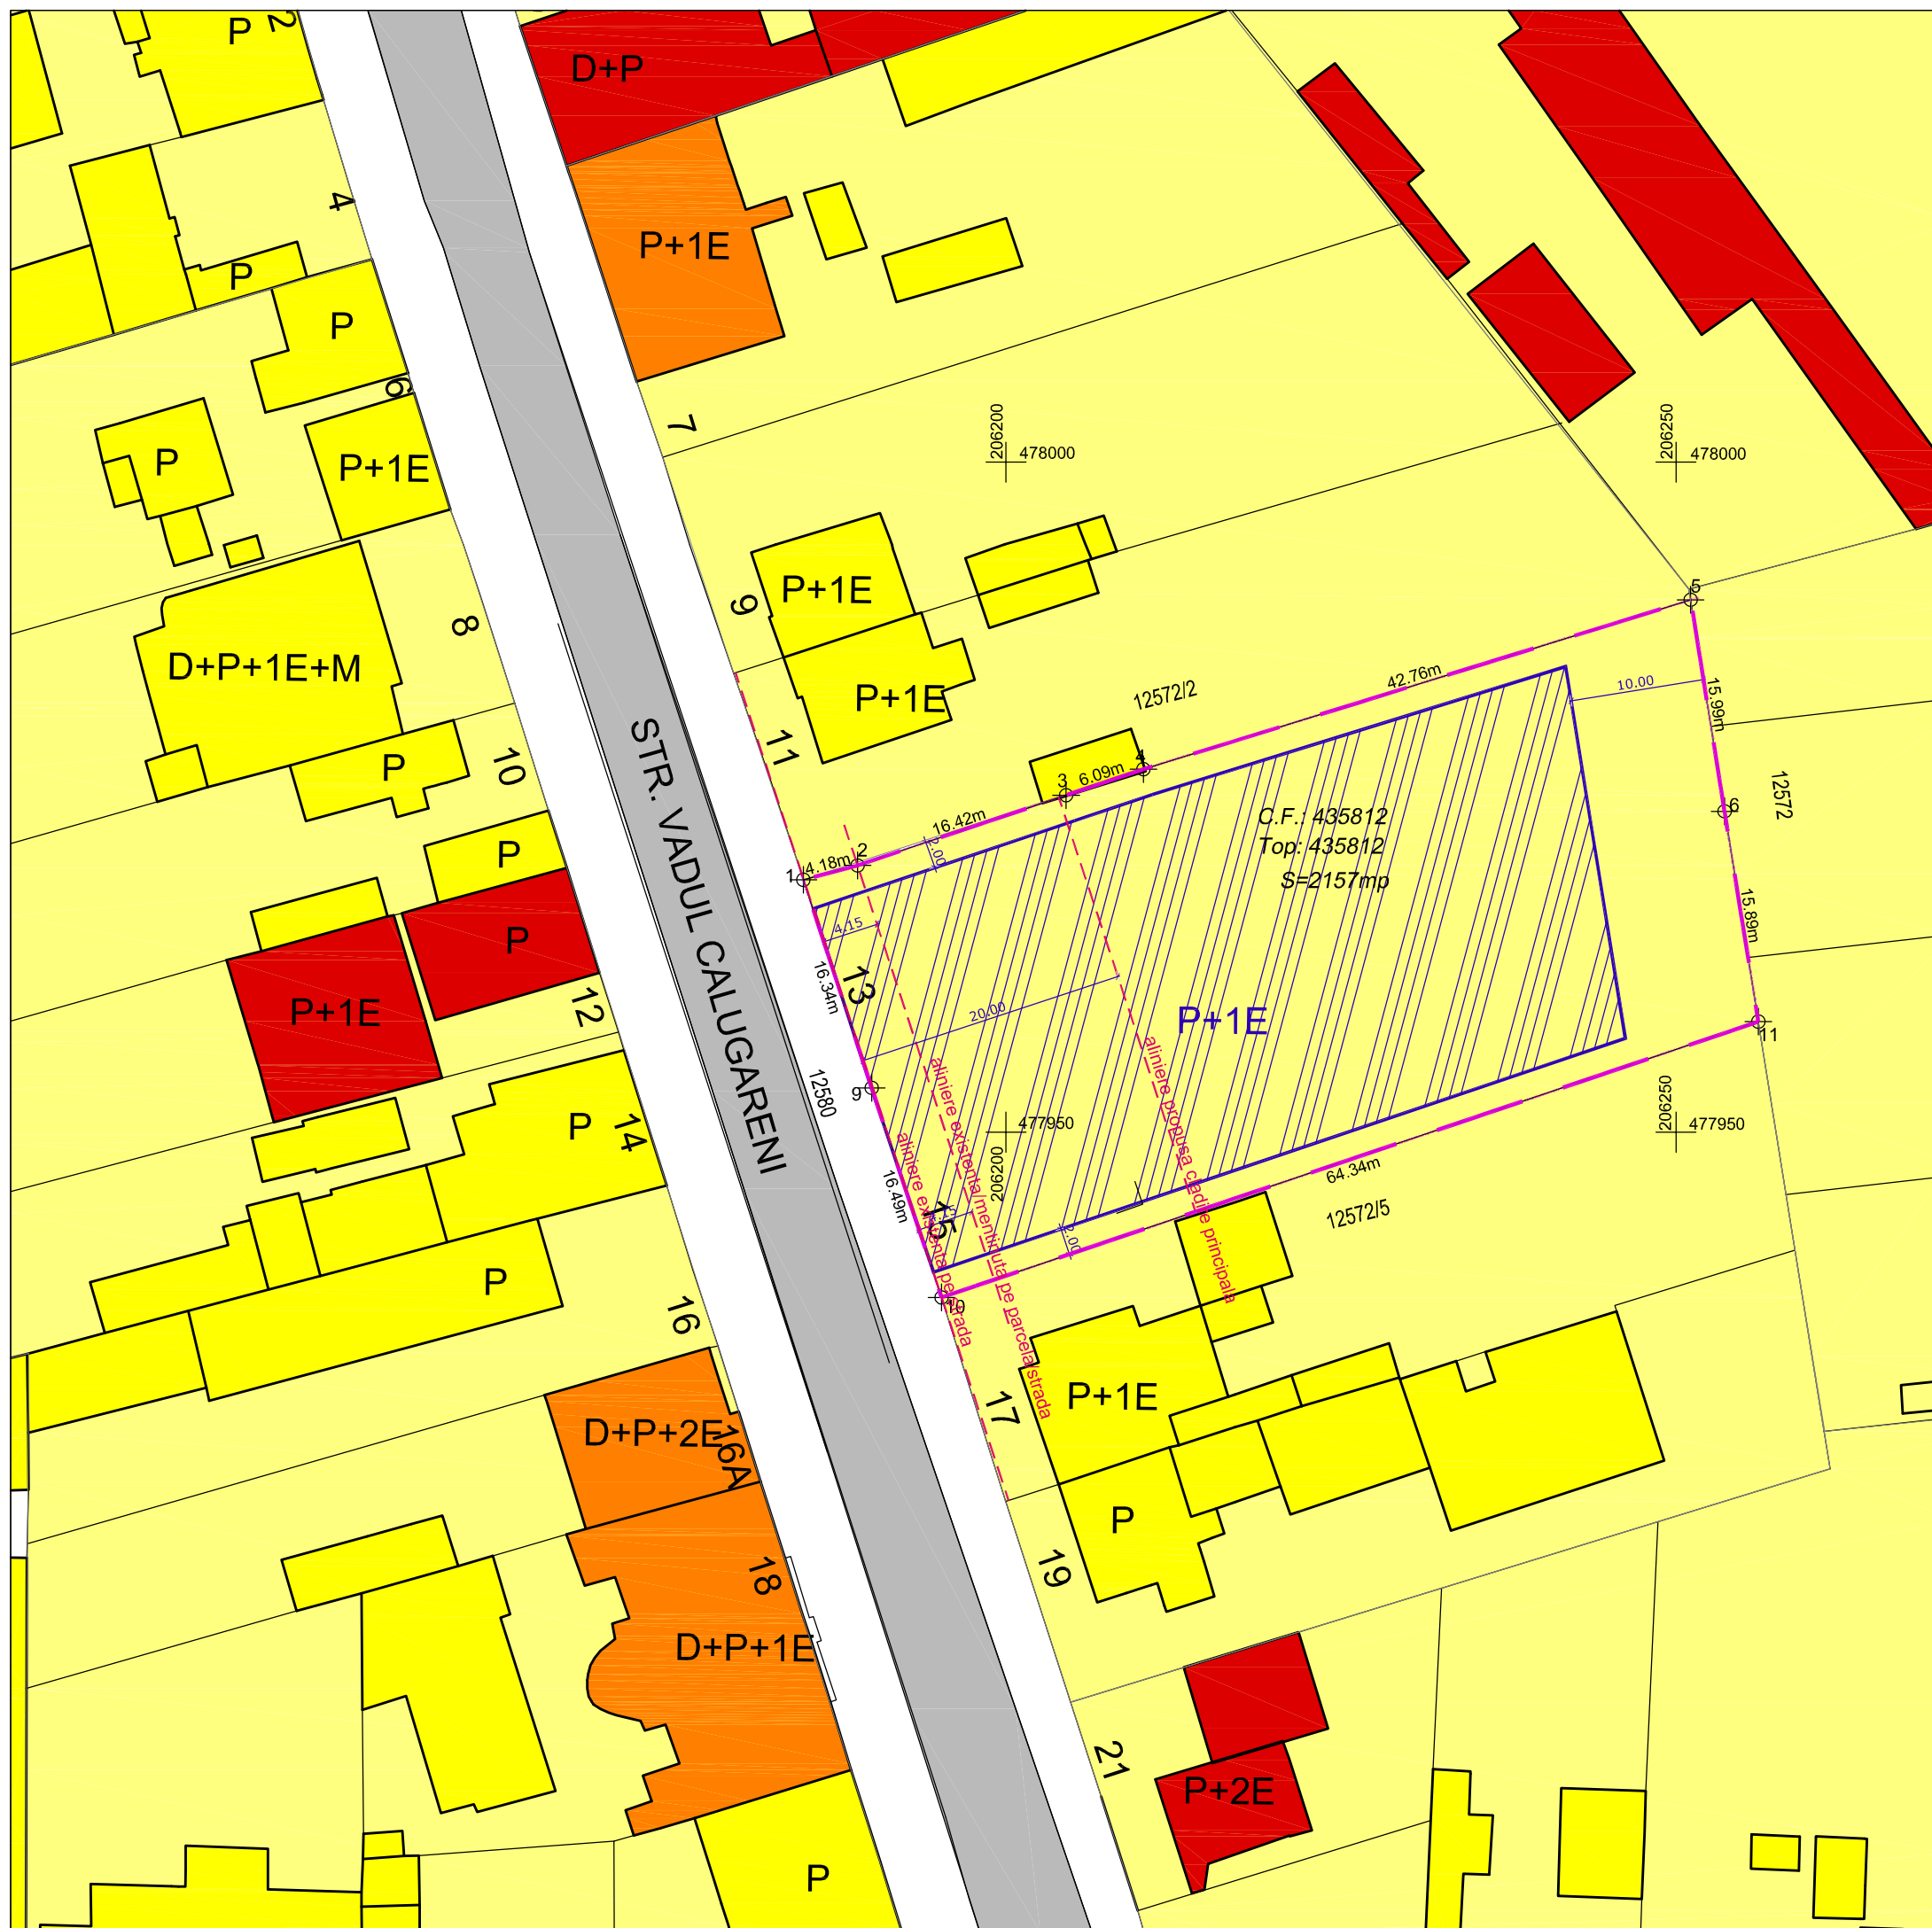 2
P
D+P
4
P+1E
P
P
6
7
P
P+1E
206200
478000
206250
478000
8
D+P+1E+M
9
P+1E
P+1E
5
12572/2
42.76m
10.00
15.99m
STR. VADUL CALUGARENI
11
10
P
4
3
6.09m
12572
6
C.F.: 435812
Top: 435812
S=2157mp
16.42m
2.00
2
1
4.18m
P
15.89m
4.15
P
13
16.34m
20.00
P+1E
P+1E
12
11
aliniere propusa cladire principala
aliniere existenta/mentinuta pe parcela/strada
aliniere existenta pe strada
12580
9
206200
477950
206250
477950
P
14
16.49m
64.34m
12572/5
15
2.00
10
P
16
P+1E
17
D+P+2E
16A
P
19
18
D+P+1E
21
P+2E
P